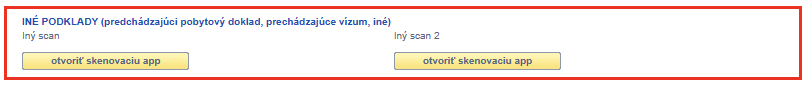 INÉ PODKLADY (predchádzajúci pobytový doklad, prechádzajúce vízum, iné)
Iný scan Iný scan 2
otvoriť skenovaciu app otvoriť skenovaciu app